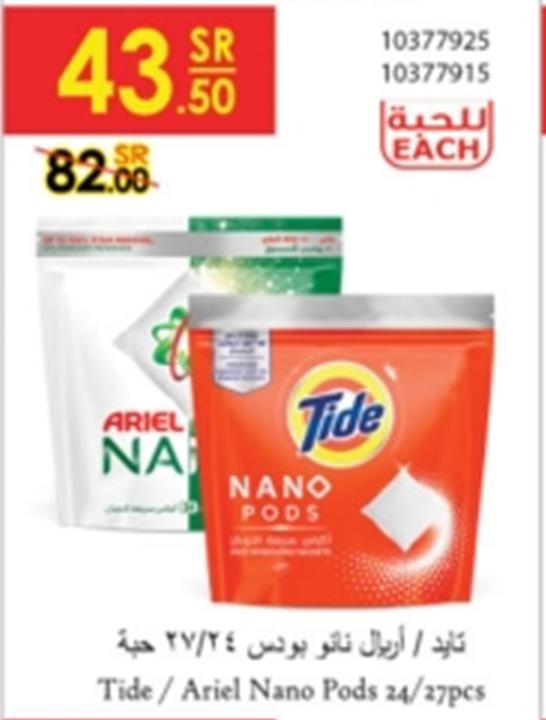 43.50 SR
10377925
10377915
للحبة
EACH
82.00 SR
ARIEL
Tide
NANO
PODS
تايد / أريال نانو بودس ٢٧/٢٤ حبة
Tide / Ariel Nano Pods 24/27pcs